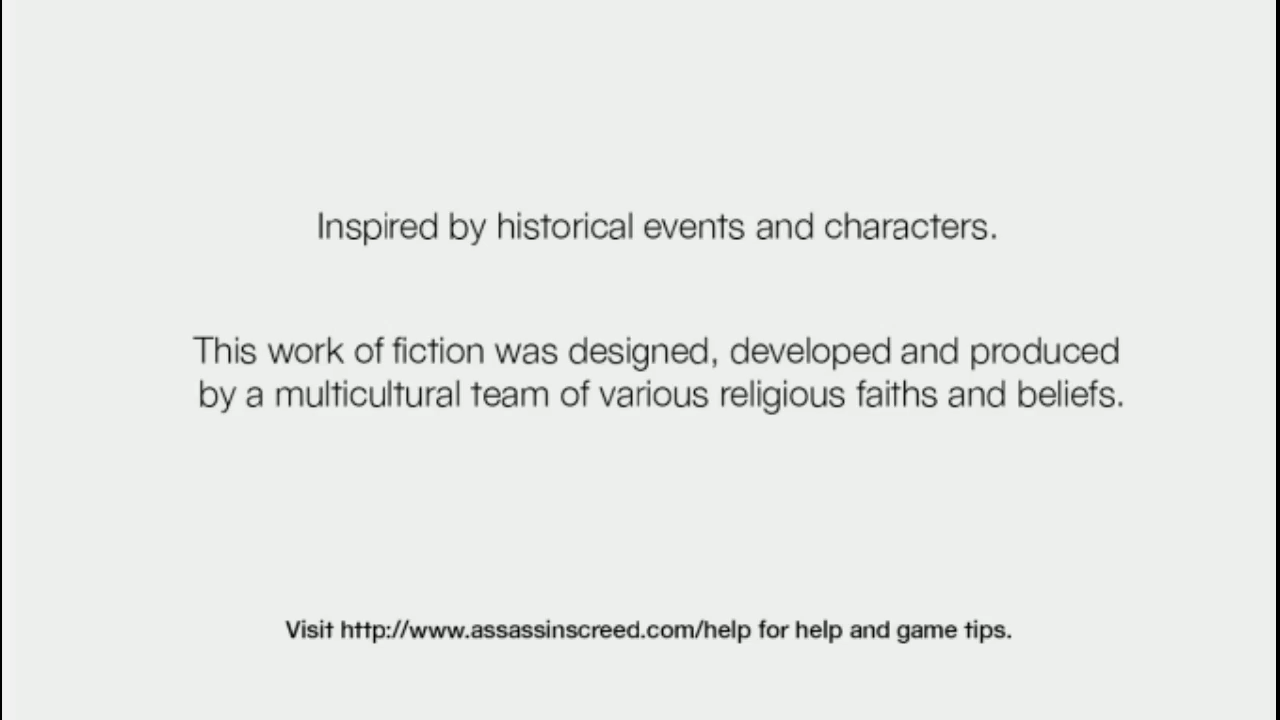 Inspired by historical events and characters.
This work of fiction was designed, developed and produced
by a multicultural team of various religious faiths and beliefs.
Visit http://www.assassinscreed.com/help for help and game tips.